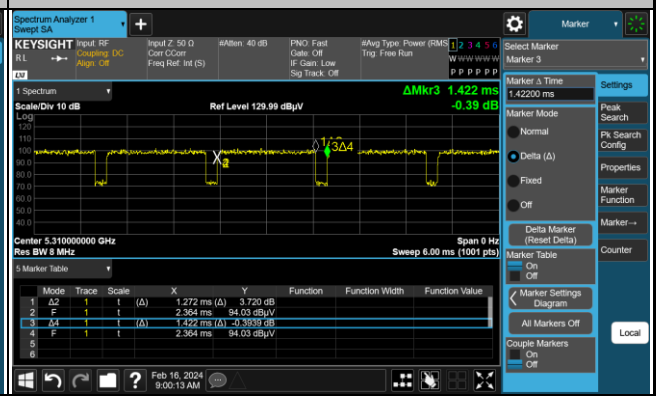 Spectrum Analyzer 1
Swept SA
Marker
KEYSIGHT Input: RF Input Z: 50 Ω #Atten: 40 dB PNO: Fast #Avg Type: Power (RMS 1 2 3 4 5 6
RL Coupling: DC Corr CCorr Gate: Off Trig: Free Run
Align: Off Freq Ref: Int (S) IF Gain: Low W W W W W W
Sig Track: Off P P P P P P
LW
Select Marker
Marker 3
1 Spectrum
ΔMkr3 1.422 ms
Scale/Div 10 dB Ref Level 129.99 dBµV -0.39 dB
Log
120
110
100
90.0
80.0
70.0
60.0
50.0
40.0
3Δ4
Center 5.310000000 GHz Span 0 Hz
Res BW 8 MHz Sweep 6.00 ms (1001 pts)
5 Marker Table
Mode Trace Scale X Y Function Function Width Function Value
1 Δ2 1 t (Δ) 1.272 ms (Δ) 3.720 dB
2 F 1 t 2.364 ms 94.03 dBµV
3 Δ4 1 t (Δ) 1.422 ms (Δ) -0.3939 dB
4 F 1 t 2.364 ms 94.03 dBµV
5
6
Marker Δ Time
1.42200 ms
Marker Mode
Normal
Delta (Δ)
Fixed
Off
Delta Marker
(Reset Delta)
Marker Table
On
Off
Marker Settings
Diagram
All Markers Off
Couple Markers
On
Off
Settings
Peak
Search
Pk Search
Config
Properties
Marker
Function
Marker→
Counter
Local
Feb 16, 2024
9:00:13 AM